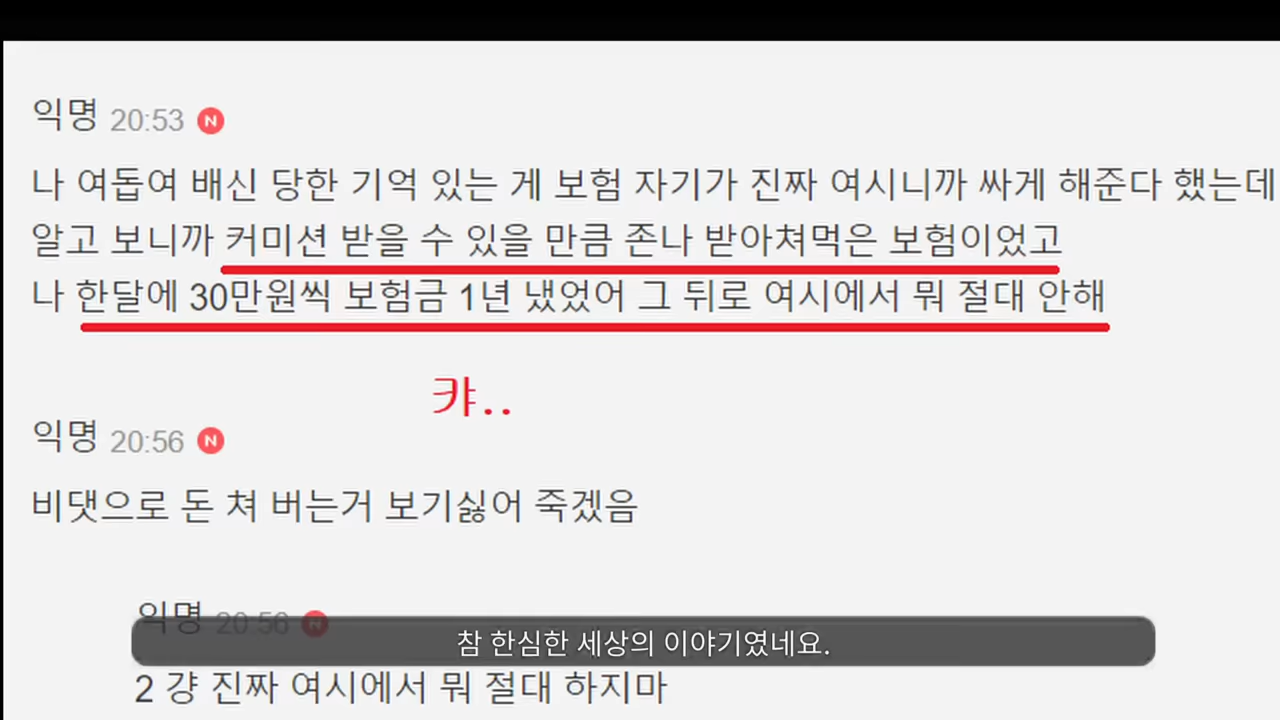 익명 20:53 N
나 여돕여 배신 당한 기억 있는 게 보험 자기가 진짜 여시니까 싸게 해준다 했는데
알고 보니까 커미션 받을 수 있을 만큼 존나 받아쳐먹은 보험이었고
나 한달에 30만원씩 보험금 1년 냈었어 그 뒤로 여시에서 뭐 절대 안해
캬..
익명 20:56 N
비댓으로 돈 쳐 버는거 보기싫어 죽겠음
익명 20:56 N
참 한심한 세상의 이야기였네요.
2 걍 진짜 여시에서 뭐 절대 하지마